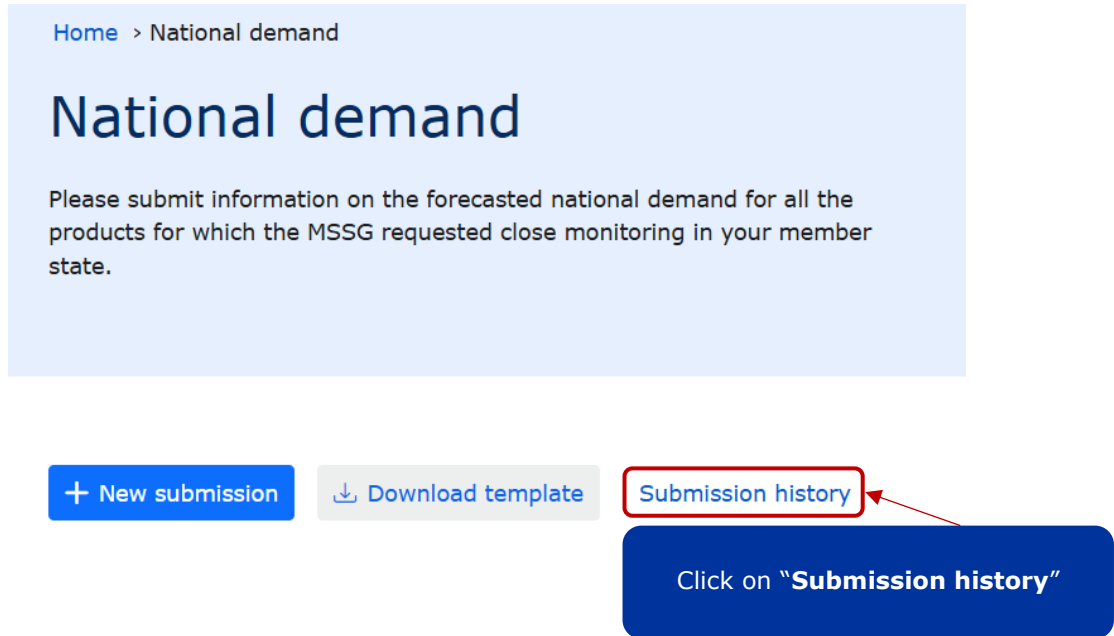 Home > National demand
National demand
Please submit information on the forecasted national demand for all the
products for which the MSSG requested close monitoring in your member
state.
+ New submission
Download template
Submission history
Click on “Submission history”